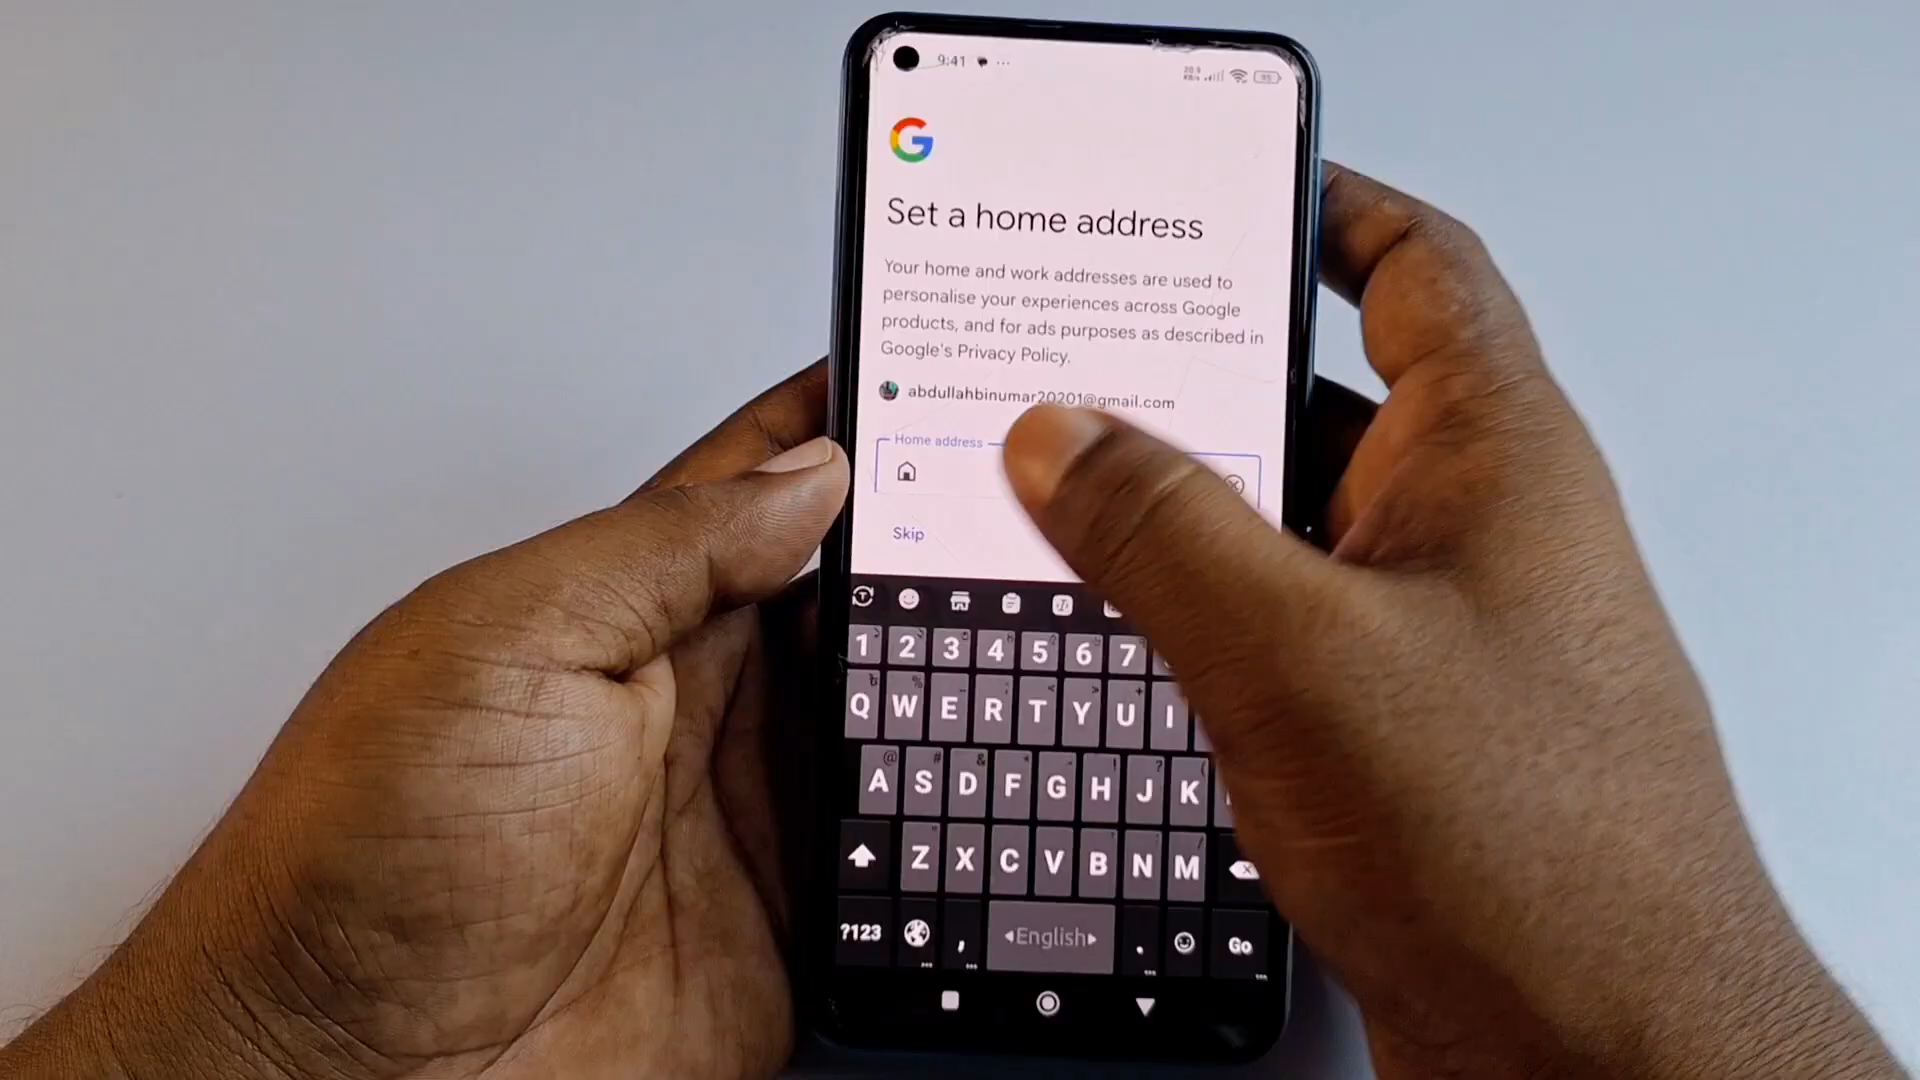 9:41
Set a home address
Your home and work addresses are used to
personalise your experiences across Google
products, and for ads purposes as described in
Google's Privacy Policy.
abdullahbinumar20201@gmail.com
Home address
Skip
1 2 3 4 5 6 7
Q W E R T Y U I
A S D F G H J K
Z X C V B N M
?123 , ◂English▸ . Go